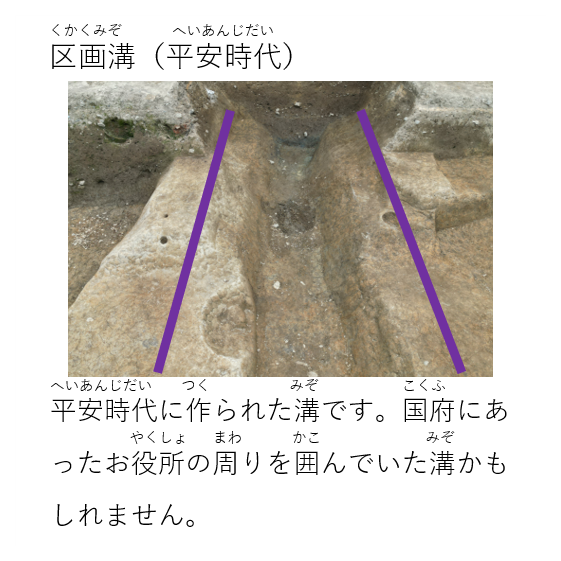 くかくみぞ へいあんじだい
区画溝（平安時代）
へいあんじだい つく みぞ こくふ
平安時代に作られた溝です。国府にあ
やくしょ まわ かこ みぞ
ったお役所の周りを囲んでいた溝かも
しれません。